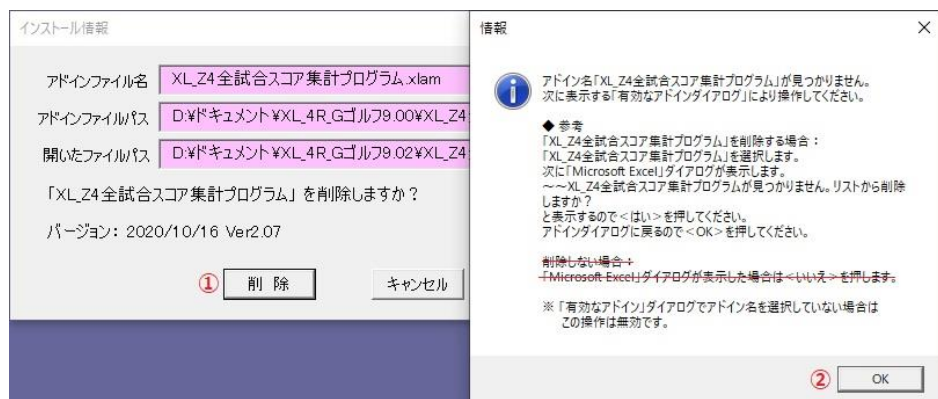 インストール情報
アドインファイル名 XL_Z4全試合スコア集計プログラム.xlam
アドインファイルパス D:¥ドキュメント¥XL_4R_Gゴルフ9.00¥XL_Z4
開いたファイルパス D:¥ドキュメント¥XL_4R_Gゴルフ9.02¥XL_Z4
「XL_Z4全試合スコア集計プログラム」を削除しますか？
バージョン：2020/10/16 Ver2.07
① 削 除 キャンセル
情報
アドイン名「XL_Z4全試合スコア集計プログラム」が見つかりません。
次に表示する「有効なアドインダイアログ」により操作してください。
◆ 参考
「XL_Z4全試合スコア集計プログラム」を削除する場合：
「XL_Z4全試合スコア集計プログラム」を選択します。
次に「Microsoft Excel」ダイアログが表示します。
～～XL_Z4全試合スコア集計プログラムが見つかりません。リストから削除
しますか？
と表示するので＜はい＞を押してください。
アドインダイアログに戻るので＜OK＞を押してください。
削除しない場合：
「Microsoft Excel」ダイアログが表示した場合は＜いいえ＞を押します。
※「有効なアドイン」ダイアログでアドイン名を選択していない場合は
この操作は無効です。
② OK